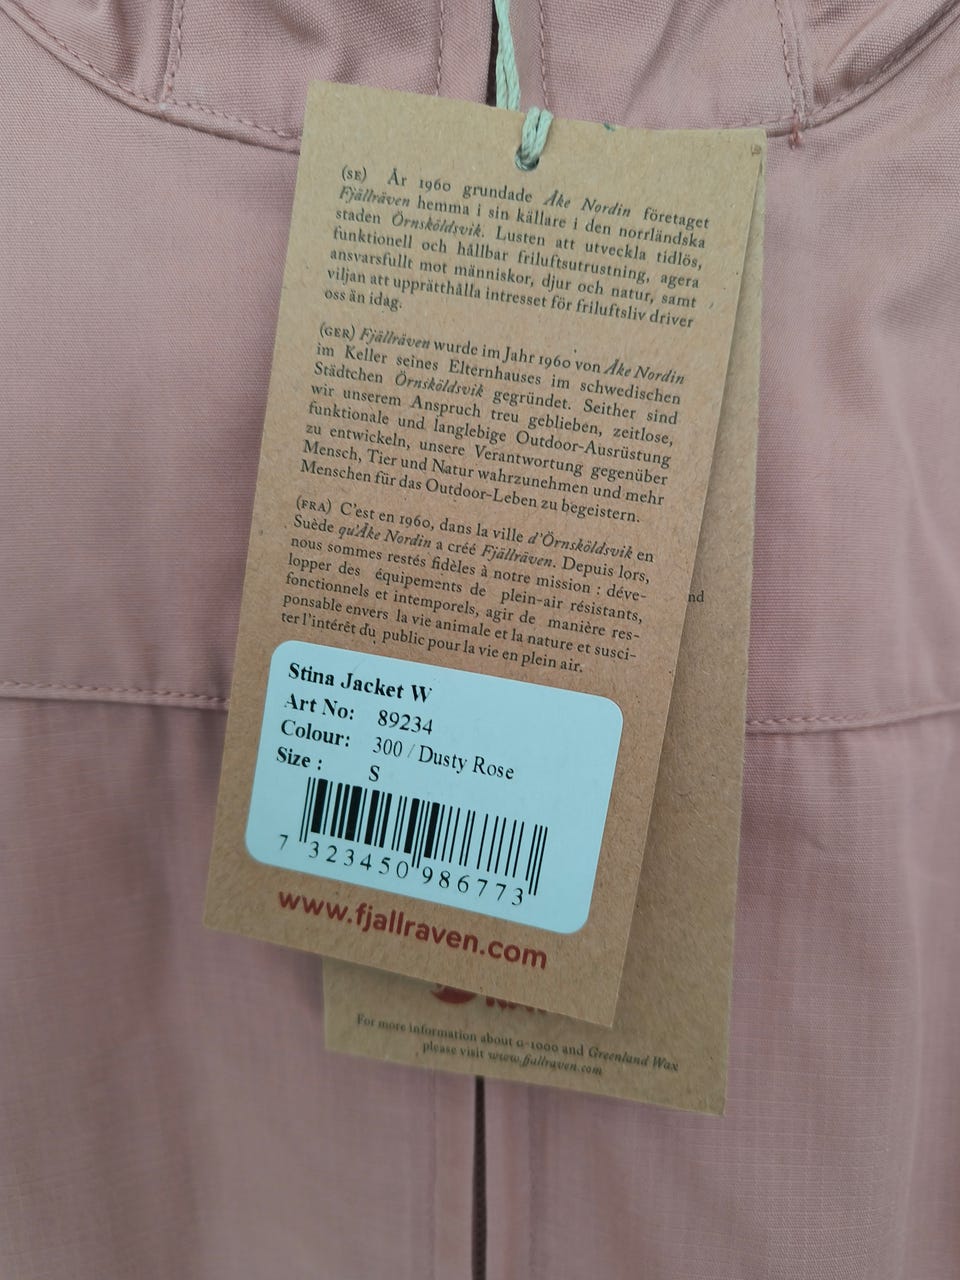 (SE) År 1960 grundade Åke Nordin företaget
Fjällräven hemma i sin källare i den norrländska
staden Örnsköldsvik. Lusten att utveckla tidlös,
funktionell och hållbar friluftsutrustning, agera
ansvarsfullt mot människor, djur och natur, samt
viljan att upprätthålla intresset för friluftsliv driver
oss än idag.
(GER) Fjällräven wurde im Jahr 1960 von Åke Nordin
im Keller seines Elternhauses im schwedischen
Städtchen Örnsköldsvik gegründet. Seither sind
wir unserem Anspruch treu geblieben, zeitlose,
funktionale und langlebige Outdoor-Ausrüstung
zu entwickeln, unsere Verantwortung gegenüber
Mensch, Tier und Natur wahrzunehmen und mehr
Menschen für das Outdoor-Leben zu begeistern.
(FRA) C'est en 1960, dans la ville d'Örnsköldsvik en
Suède qu'Åke Nordin a créé Fjällräven. Depuis lors,
nous sommes restés fidèles à notre mission : déve-
lopper des équipements de plein-air résistants,
fonctionnels et intemporels, agir de manière res-
ponsable envers la vie animale et la nature et susci-
ter l'intérêt du public pour la vie en plein air.
nd
Stina Jacket W
Art No: 89234
Colour: 300 / Dusty Rose
Size : S
7 323450 986773
www.fjallraven.com
For more information about G-1000 and Greenland Wax
please visit www.fjallraven.com